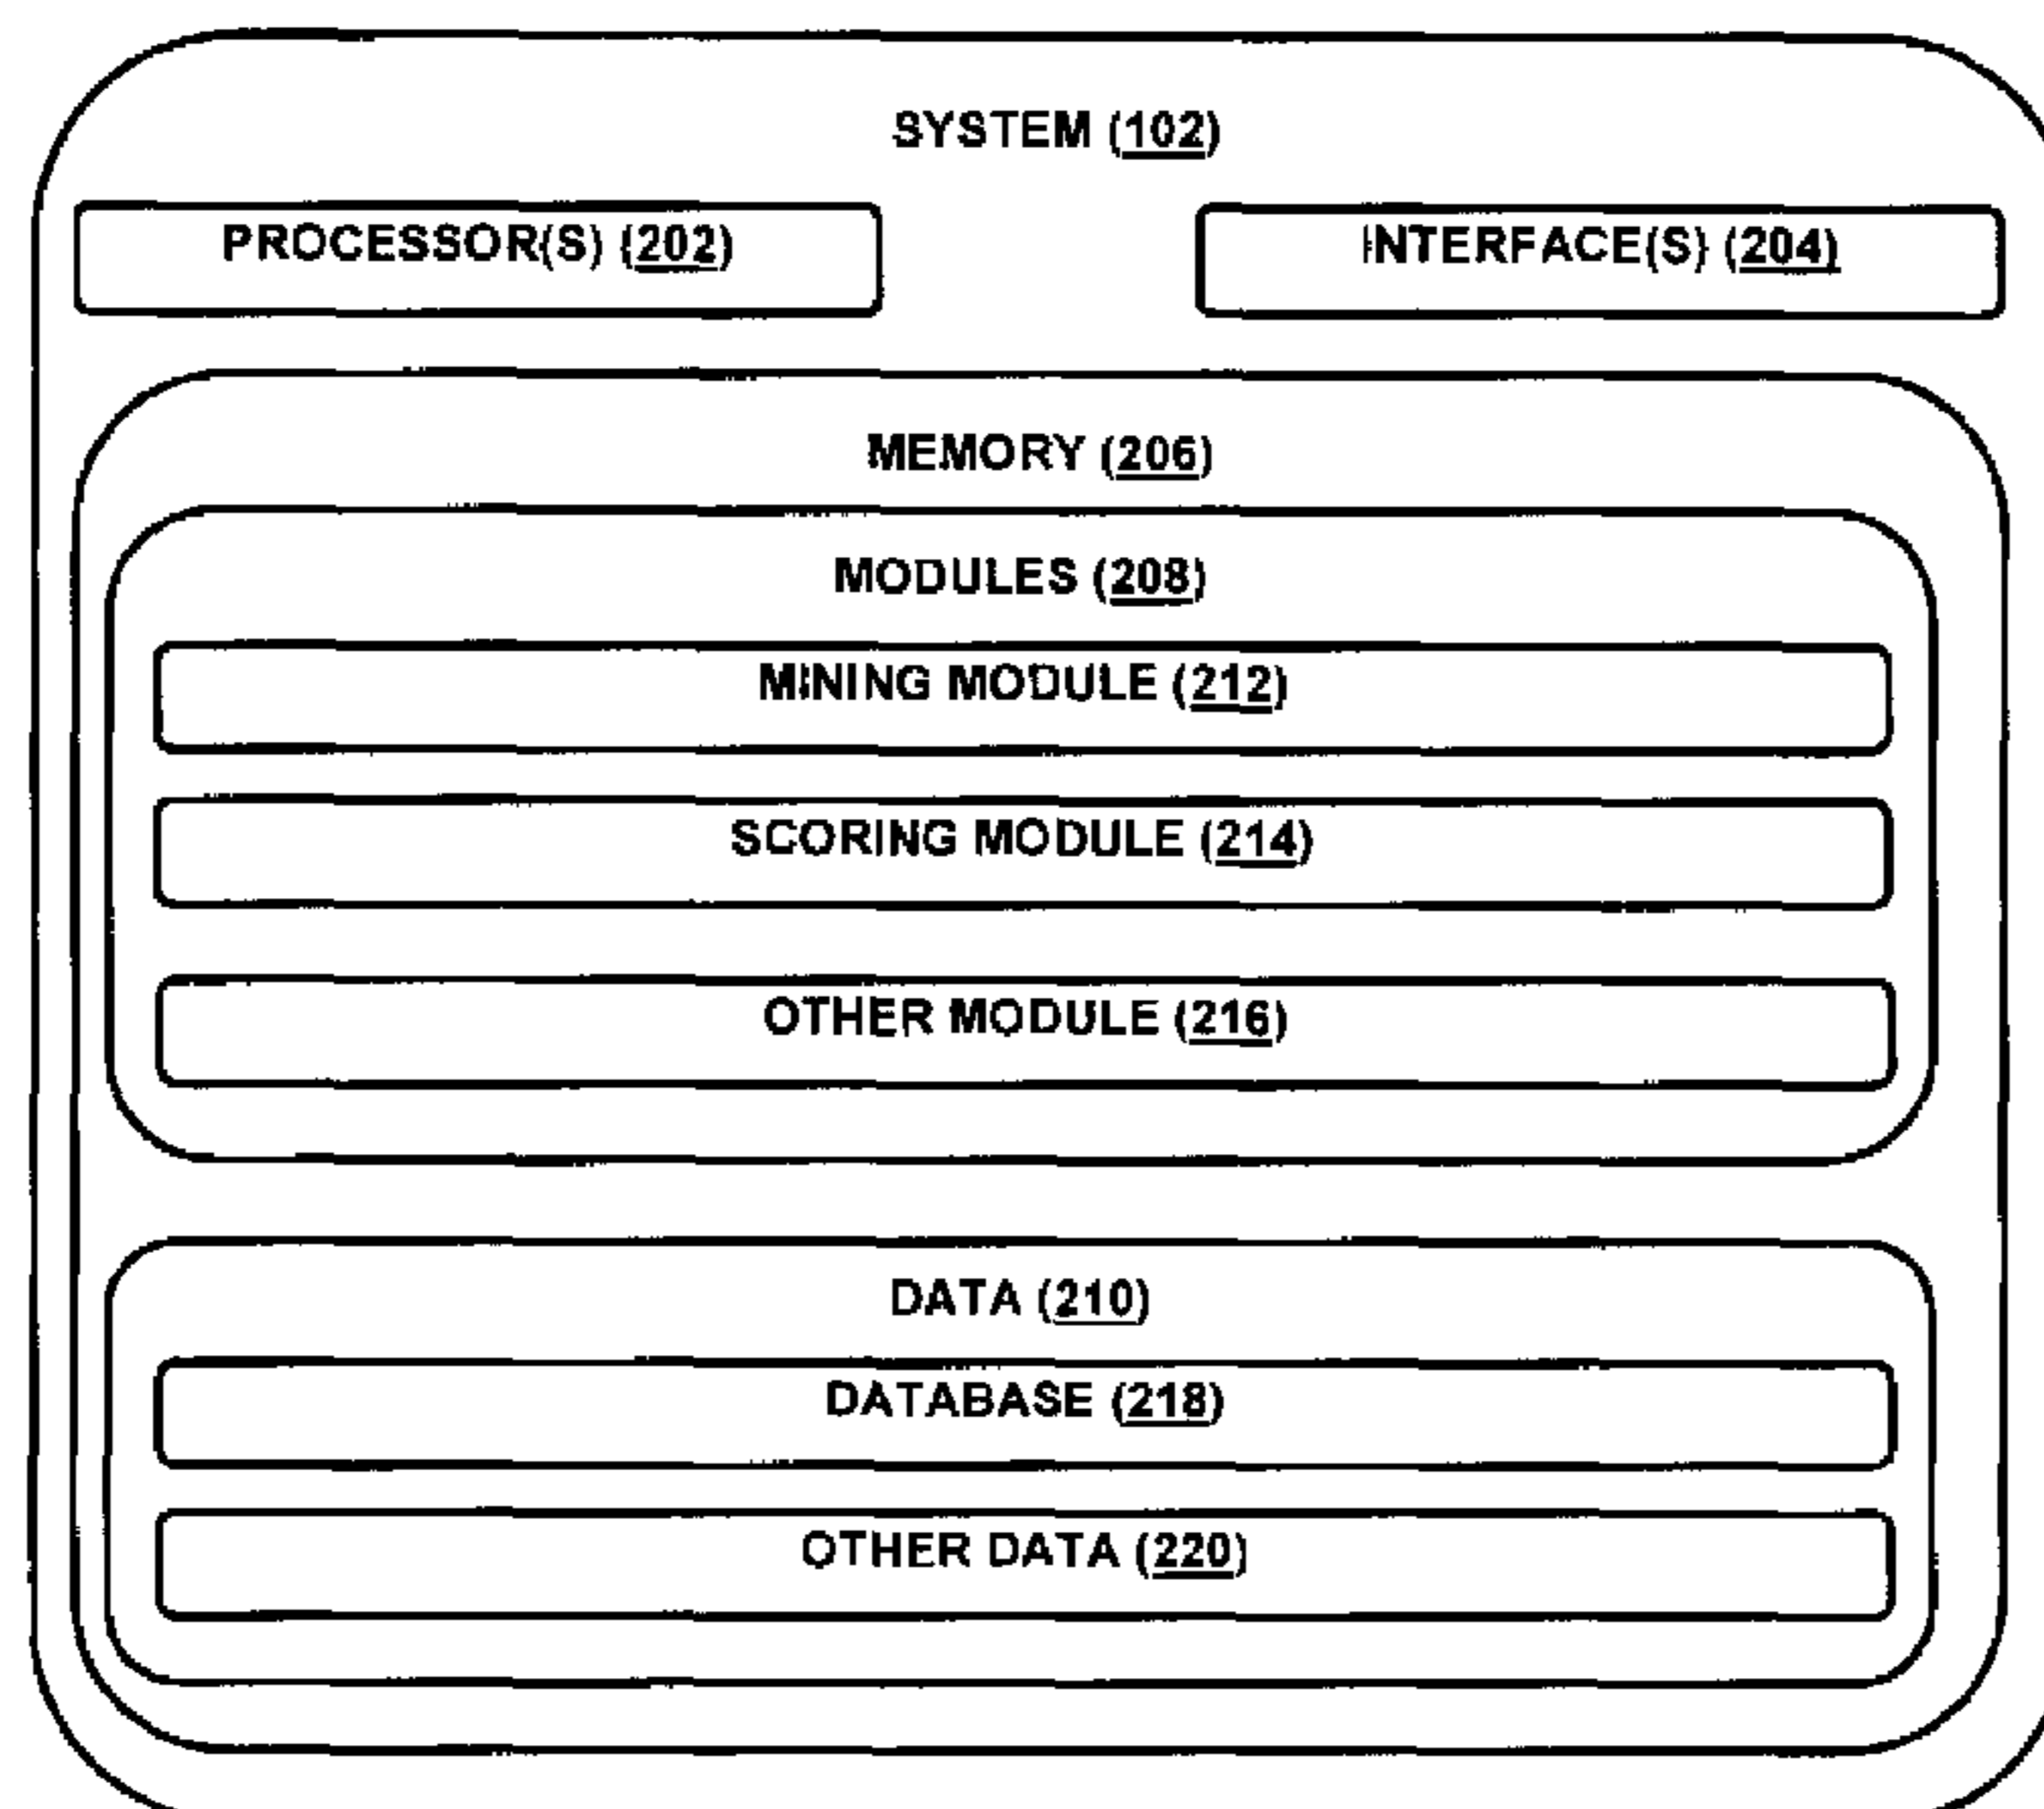 SYSTEM (102)
PROCESSOR(S) (202) INTERFACE(S) (204)
MEMORY (206)
MODULES (208)
MINING MODULE (212)
SCORING MODULE (214)
OTHER MODULE (216)
DATA (210)
DATABASE (218)
OTHER DATA (220)